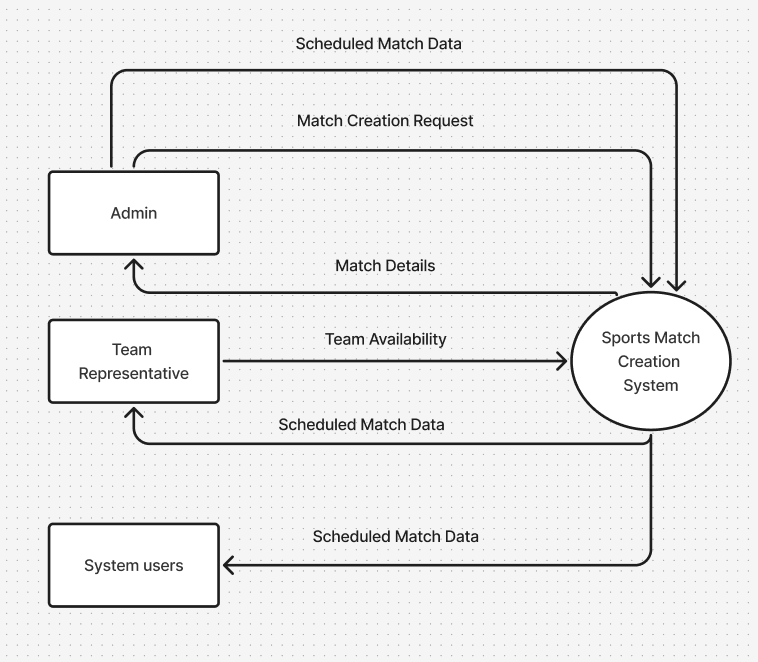 Scheduled Match Data
Match Creation Request
Admin
Match Details
Team
Representative
Team Availability
Sports Match
Creation
System
Scheduled Match Data
Scheduled Match Data
System users